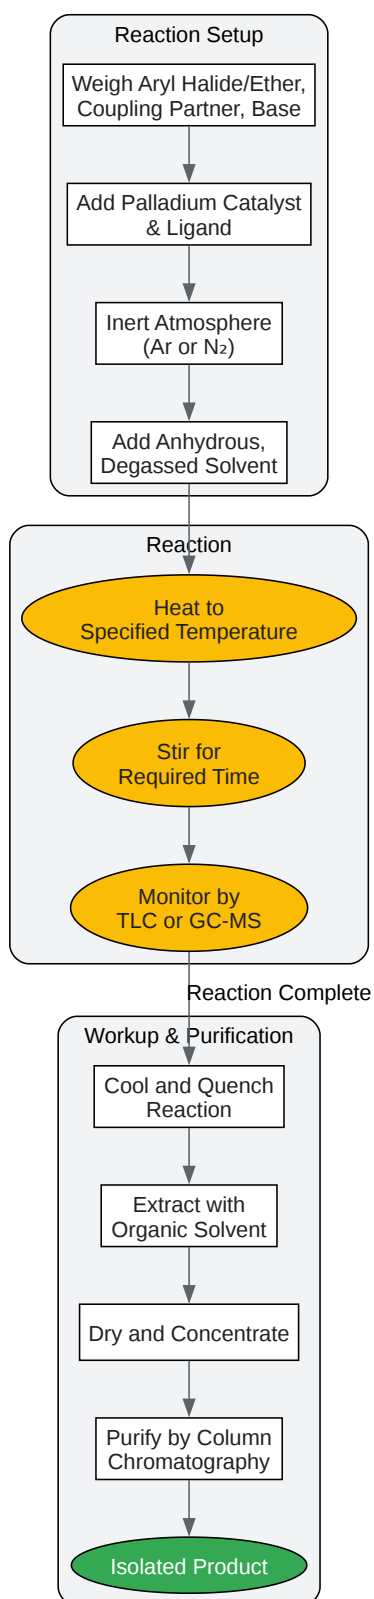 Reaction Setup
Weigh Aryl Halide/Ether,
Coupling Partner, Base
Add Palladium Catalyst
& Ligand
Inert Atmosphere
(Ar or N₂)
Add Anhydrous,
Degassed Solvent
Reaction
Heat to
Specified Temperature
Stir for
Required Time
Monitor by
TLC or GC-MS
Reaction Complete
Workup & Purification
Cool and Quench
Reaction
Extract with
Organic Solvent
Dry and Concentrate
Purify by Column
Chromatography
Isolated Product